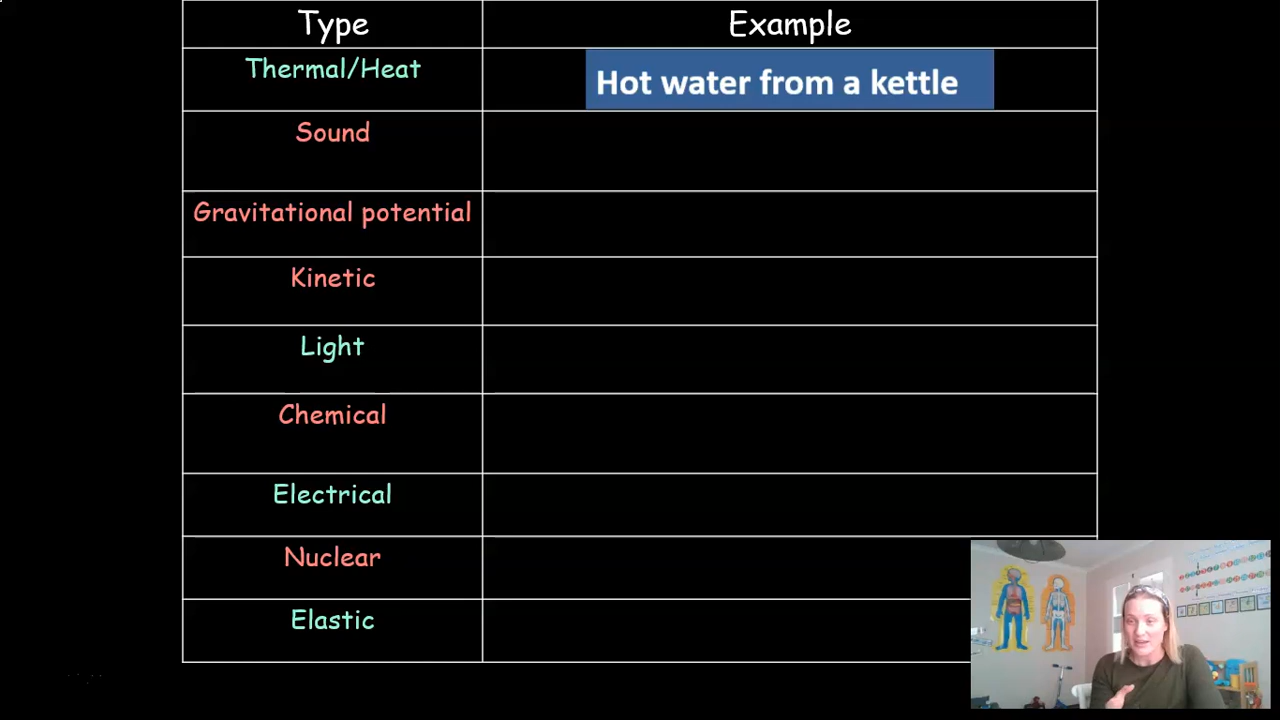 Type
Example
Thermal/Heat
Hot water from a kettle
Sound
Gravitational potential
Kinetic
Light
Chemical
Electrical
Nuclear
Elastic